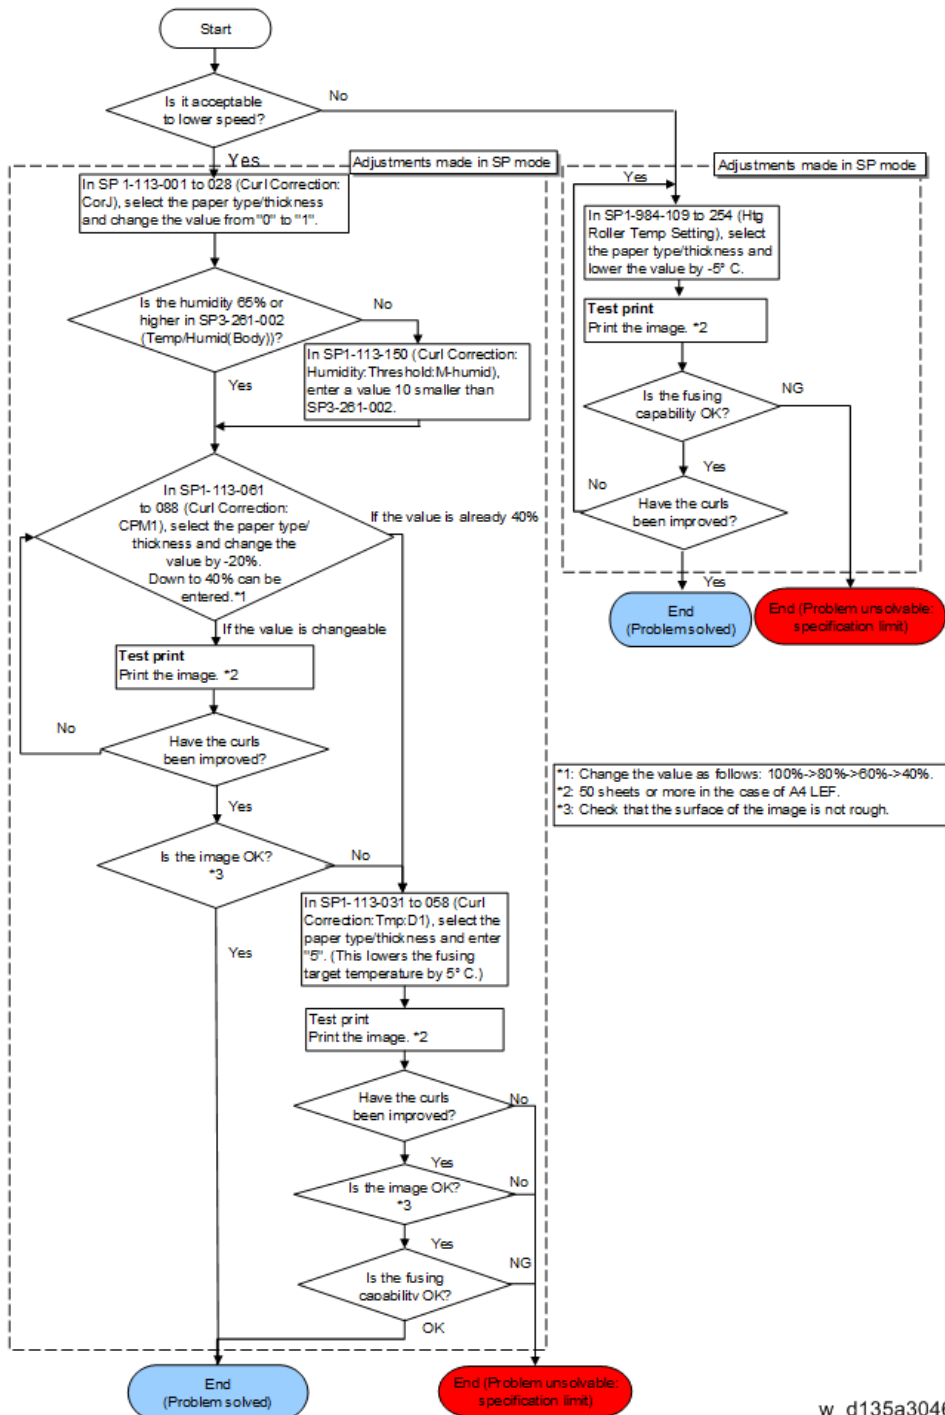 Start
Is it acceptable
to lower speed?
No
Yes
Adjustments made in SP mode
In SP 1-113-001 to 028 (Curl Correction:
CorJ), select the paper type/thickness
and change the value from "0" to "1".
Is the humidity 65% or
higher in SP3-261-002
(Temp/Humid(Body))?
No
Yes
In SP1-113-150 (Curl Correction:
Humidity:Threshold:M-humid),
enter a value 10 smaller than
SP3-261-002.
In SP1-113-061
to 088 (Curl Correction:
CPM1), select the paper type/
thickness and change the
value by -20%.
Down to 40% can be
entered.*1
If the value is already 40%
If the value is changeable
Test print
Print the image. *2
No
Have the curls
been improved?
Yes
Is the image OK?
*3
No
Yes
In SP1-113-031 to 058 (Curl
Correction:Tmp:D1), select the
paper type/thickness and enter
"5". (This lowers the fusing
target temperature by 5° C.)
Test print
Print the image. *2
Have the curls
been improved?
No
Yes
Is the image OK?
*3
No
Yes
Is the fusing
capability OK?
NG
OK
End
(Problem solved)
End (Problem unsolvable:
specification limit)
Adjustments made in SP mode
Yes
In SP1-984-109 to 254 (Htg
Roller Temp Setting), select
the paper type/thickness and
lower the value by -5° C.
Test print
Print the image. *2
Is the fusing
capability OK?
NG
Yes
No
Have the curls
been improved?
Yes
End
(Problem solved)
End (Problem unsolvable:
specification limit)
*1: Change the value as follows: 100%->80%->60%->40%.
*2: 50 sheets or more in the case of A4 LEF.
*3: Check that the surface of the image is not rough.
w_d135a3046